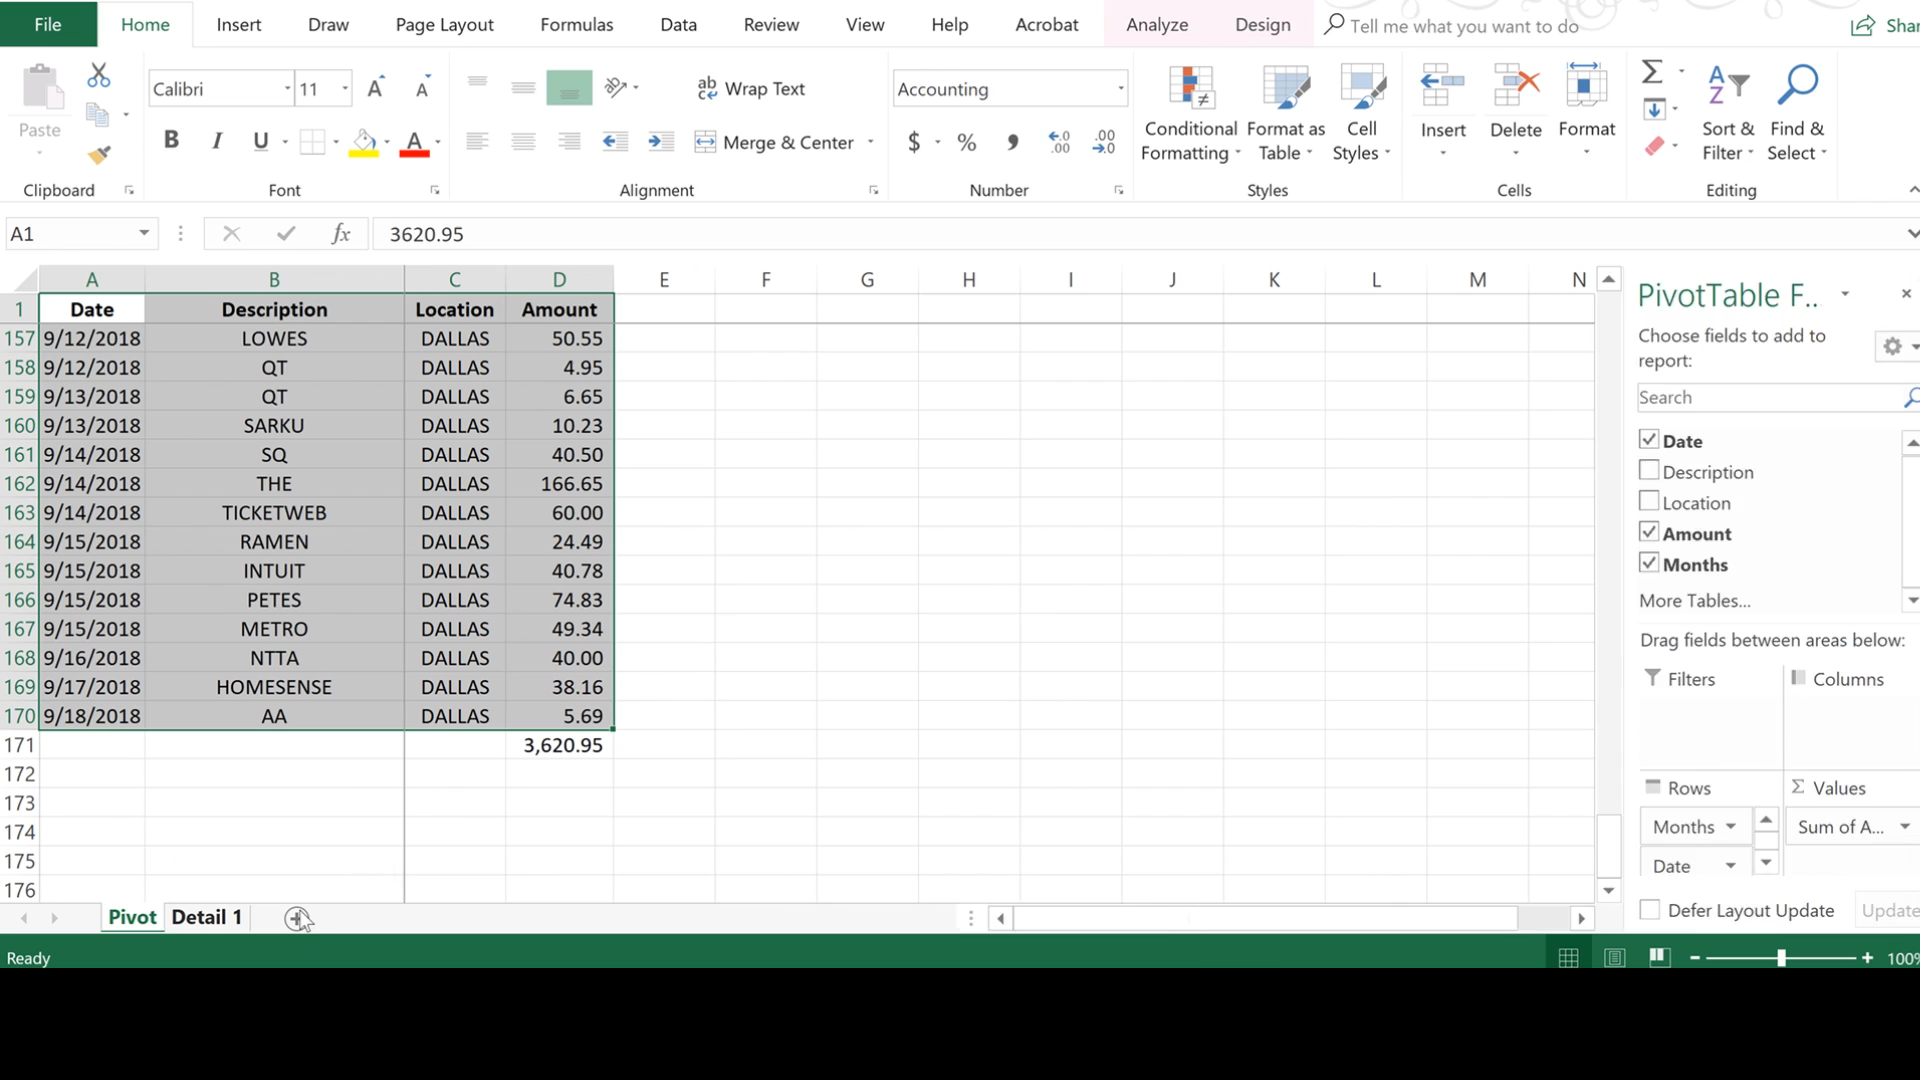 File Home Insert Draw Page Layout Formulas Data Review View Help Acrobat Analyze Design Tell me what you want to do Shar
Calibri 11 A A ab c Wrap Text Accounting
Paste B I U A Merge & Center $ % , .0 .00 .00 .0
Conditional Formatting Format as Table Cell Styles Insert Delete Format Σ A Z Sort & Filter Find & Select
Clipboard Font Alignment Number Styles Cells Editing
A1 fx 3620.95
A B C D E F G H I J K L M N
1 Date Description Location Amount
157 9/12/2018 LOWES DALLAS 50.55
158 9/12/2018 QT DALLAS 4.95
159 9/13/2018 QT DALLAS 6.65
160 9/13/2018 SARKU DALLAS 10.23
161 9/14/2018 SQ DALLAS 40.50
162 9/14/2018 THE DALLAS 166.65
163 9/14/2018 TICKETWEB DALLAS 60.00
164 9/15/2018 RAMEN DALLAS 24.49
165 9/15/2018 INTUIT DALLAS 40.78
166 9/15/2018 PETES DALLAS 74.83
167 9/15/2018 METRO DALLAS 49.34
168 9/16/2018 NTTA DALLAS 40.00
169 9/17/2018 HOMESENSE DALLAS 38.16
170 9/18/2018 AA DALLAS 5.69
171 3,620.95
172
173
174
175
176
PivotTable F..
Choose fields to add to
report:
Search
Date
Description
Location
Amount
Months
More Tables...
Drag fields between areas below:
Filters Columns
Rows Σ Values
Months Sum of A...
Date
Defer Layout Update Update
Pivot Detail 1
Ready 100%